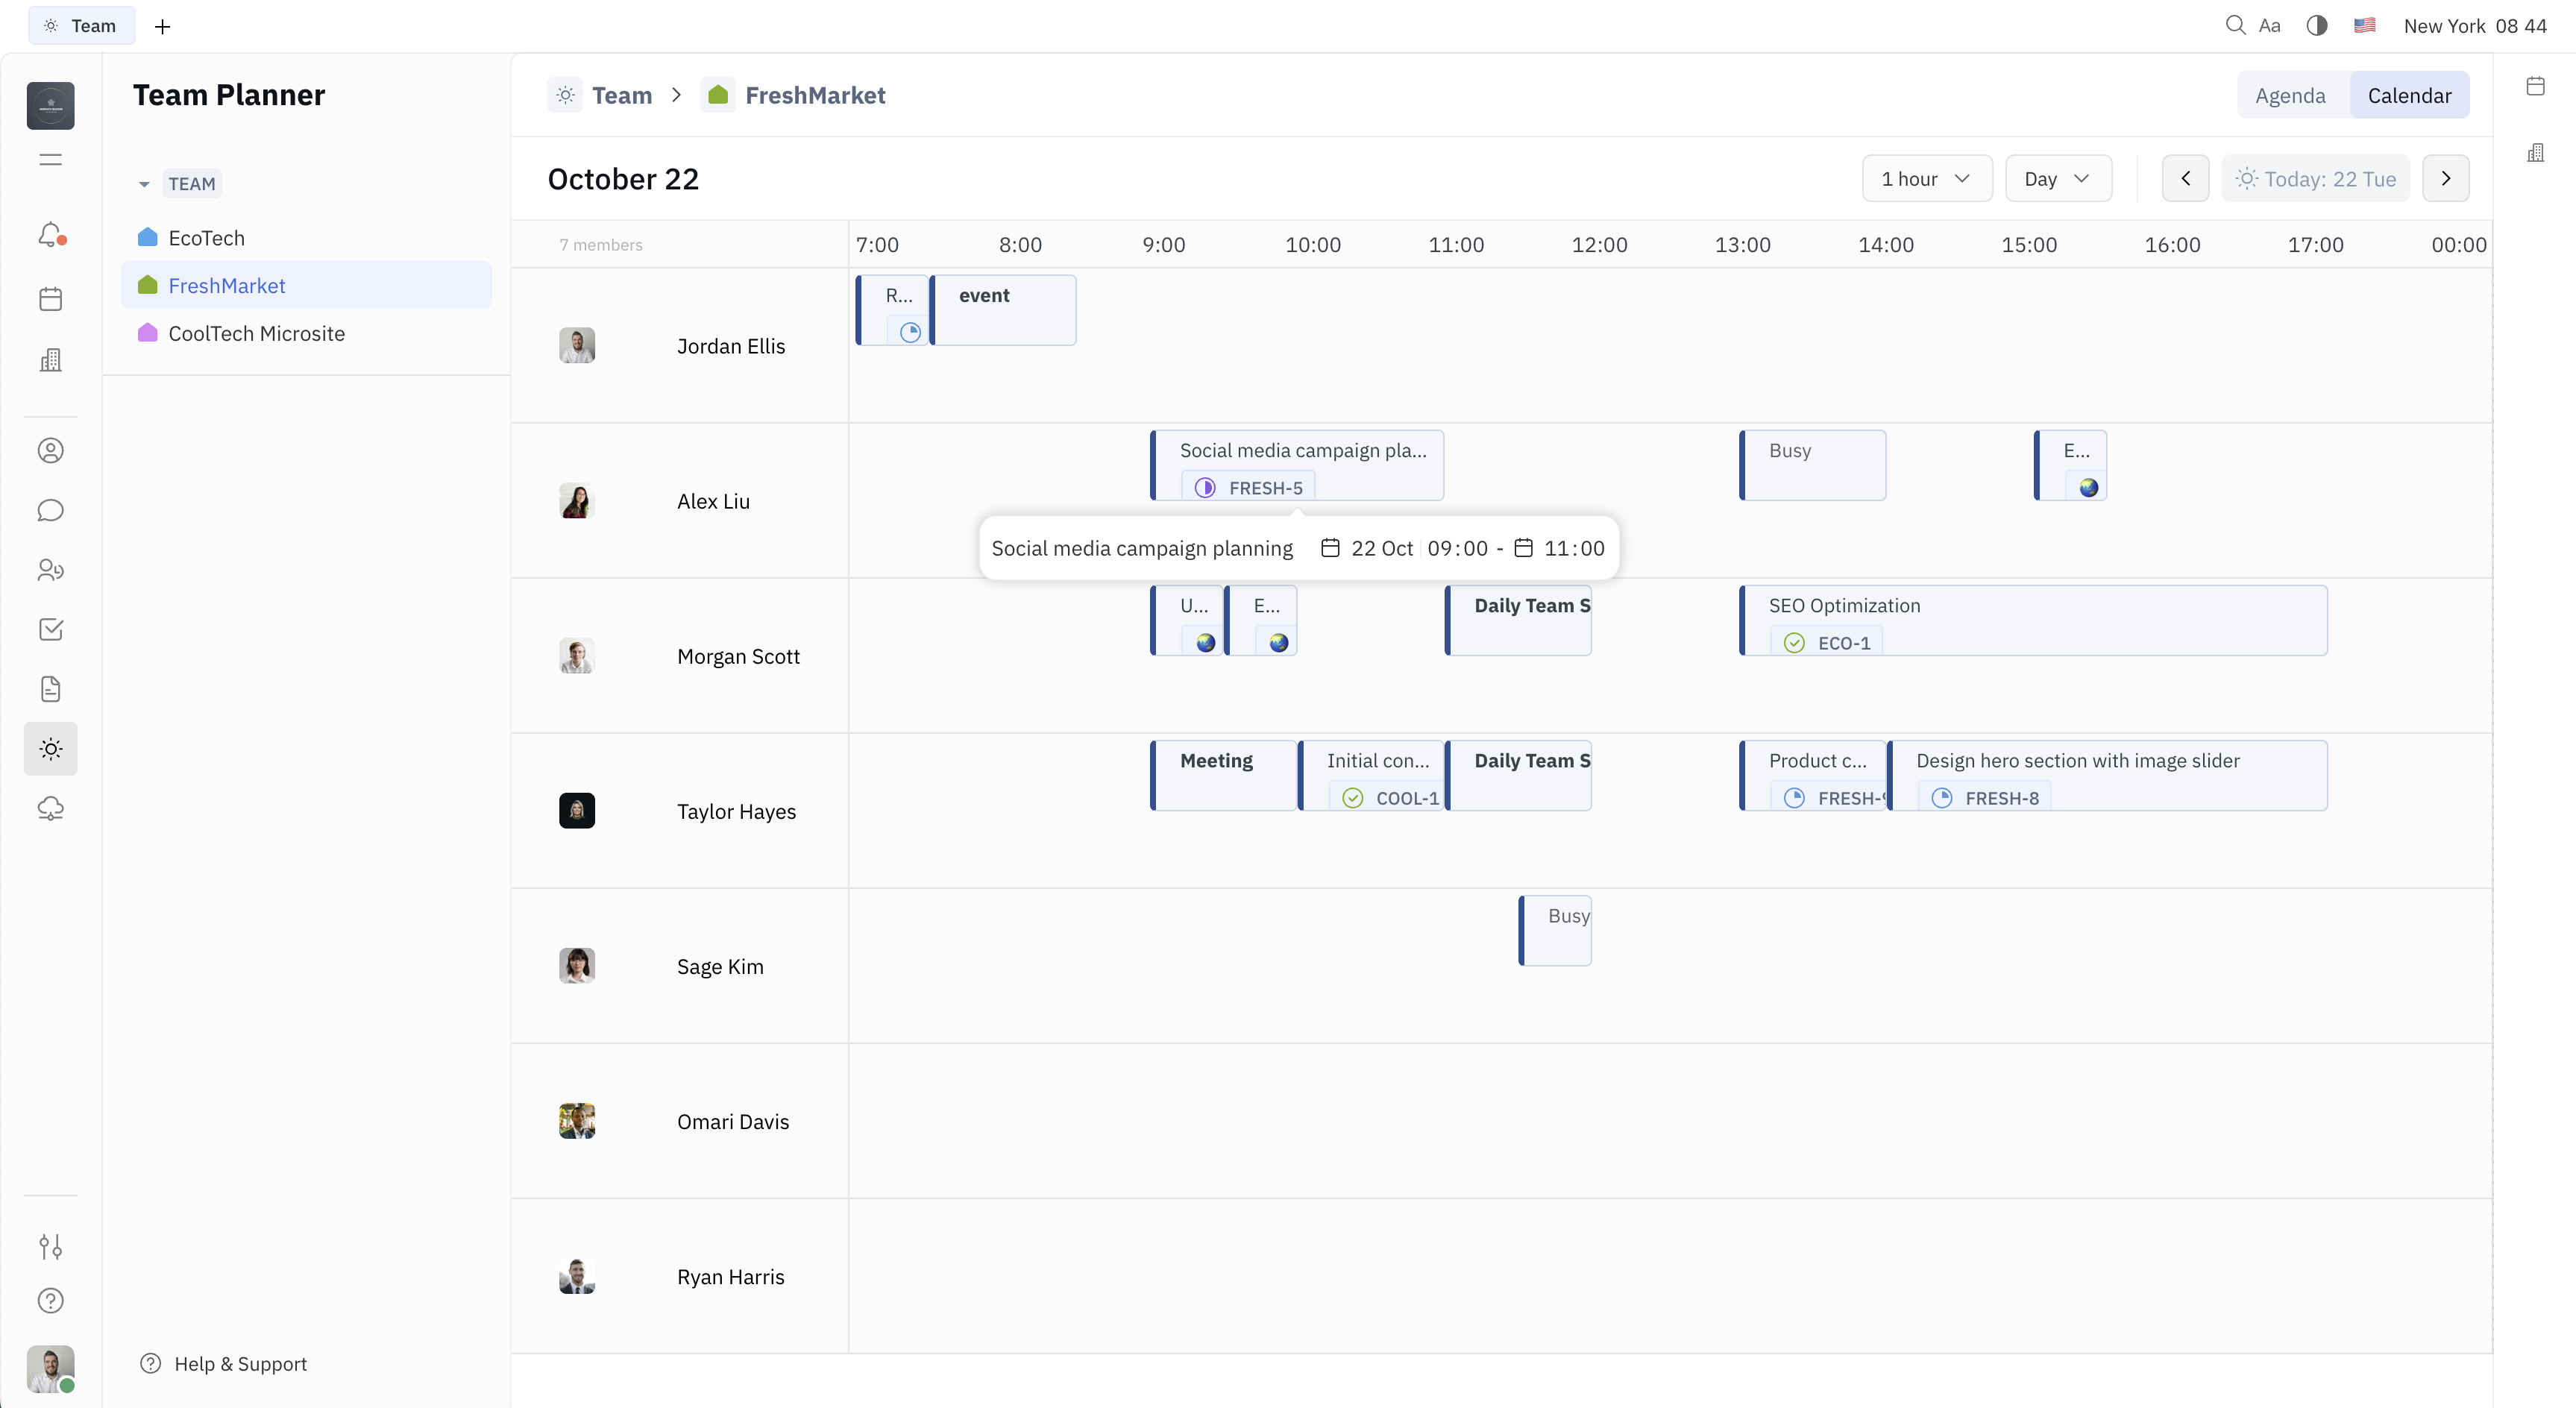 Team
Aa
New York 08 44
Team Planner
TEAM
EcoTech
FreshMarket
CoolTech Microsite
Help & Support
Team > FreshMarket
Agenda
Calendar
October 22
1 hour
Day
Today: 22 Tue
7 members
7:00 8:00 9:00 10:00 11:00 12:00 13:00 14:00 15:00 16:00 17:00 00:00
Jordan Ellis
R...
event
Alex Liu
Social media campaign pla...
FRESH-5
Busy
E...
Social media campaign planning 22 Oct 09:00 - 11:00
Morgan Scott
U...
E...
Daily Team S
SEO Optimization
ECO-1
Taylor Hayes
Meeting
Initial con...
COOL-1
Daily Team S
Product c...
FRESH-
Design hero section with image slider
FRESH-8
Sage Kim
Busy
Omari Davis
Ryan Harris